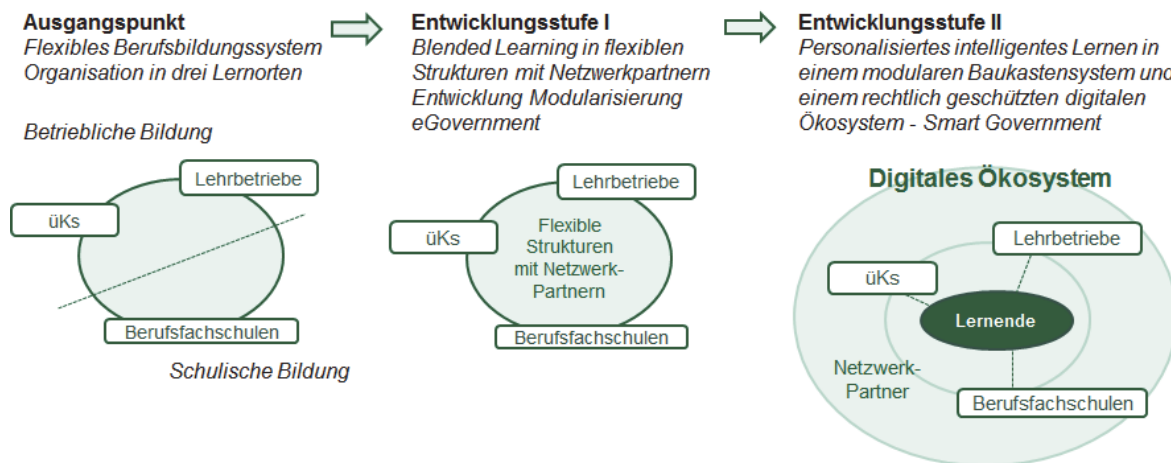 Ausgangspunkt
Flexibles Berufsbildungssystem
Organisation in drei Lernorten
Betriebliche Bildung
Lehrbetriebe
üKs
Berufsfachschulen
Schulische Bildung
Entwicklungsstufe I
Blended Learning in flexiblen
Strukturen mit Netzwerkpartnern
Entwicklung Modularisierung
eGovernment
Lehrbetriebe
üKs
Flexible
Strukturen
mit Netzwerk-
Partnern
Berufsfachschulen
Entwicklungsstufe II
Personalisiertes intelligentes Lernen in
einem modularen Baukastensystem und
einem rechtlich geschützten digitalen
Ökosystem - Smart Government
Digitales Ökosystem
Lehrbetriebe
üKs
Lernende
Netzwerk-
Partner
Berufsfachschulen